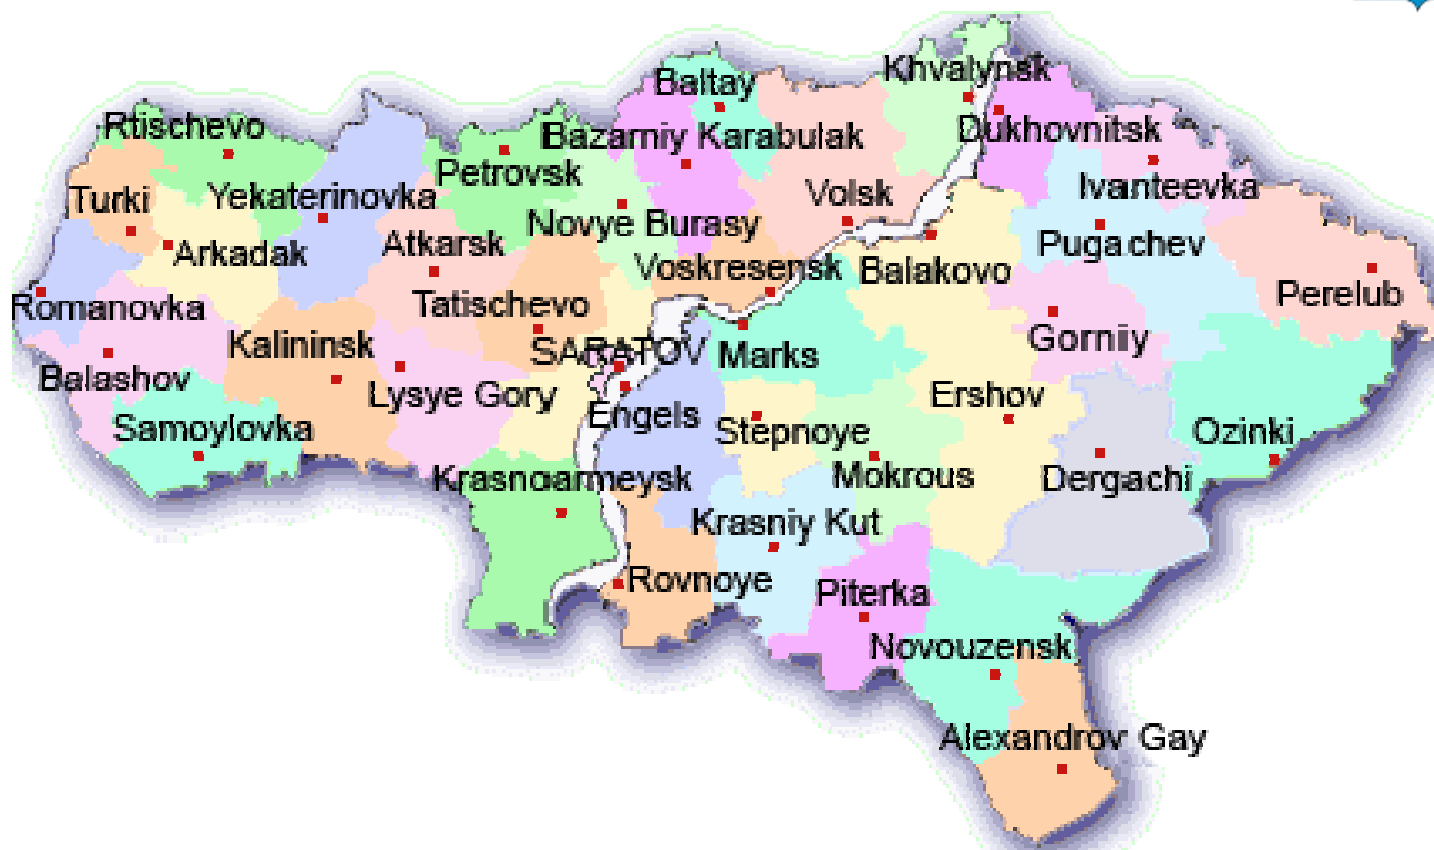 Khvalynsk
Baltay
Rtischevo
Bazarniy Karabulak
Dukhovnitsk
Petrovsk
Ivanteevka
Turki
Yekaterinovka
Volsk
Novye Burasy
Arkadak
Atkarsk
Pugachev
Voskresensk
Balakovo
Romanovka
Tatischevo
Perelub
Kalininsk
SARATOV
Marks
Gorniy
Balashov
Lysye Gory
Ershov
Engels
Samoylovka
Stepnoye
Ozinki
Krasnoarmeysk
Mokrous
Dergachi
Krasniy Kut
Rovnoye
Piterka
Novouzensk
Alexandrov Gay